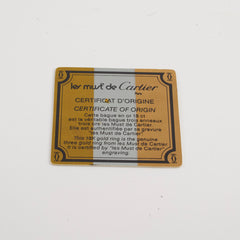 les must de Cartier
Paris
CERTIFICAT D'ORIGINE
CERTIFICATE OF ORIGIN
Cette bague en or 18 ct
est la véritable bague trois anneaux
trois ors les Must de Cartier.
Elle est authentifiée par sa gravure
"les Must de Cartier"
This 18K gold ring is the genuine
three gold ring from les Must de Cartier
It is certified by "les Must de Cartier"
engraving.